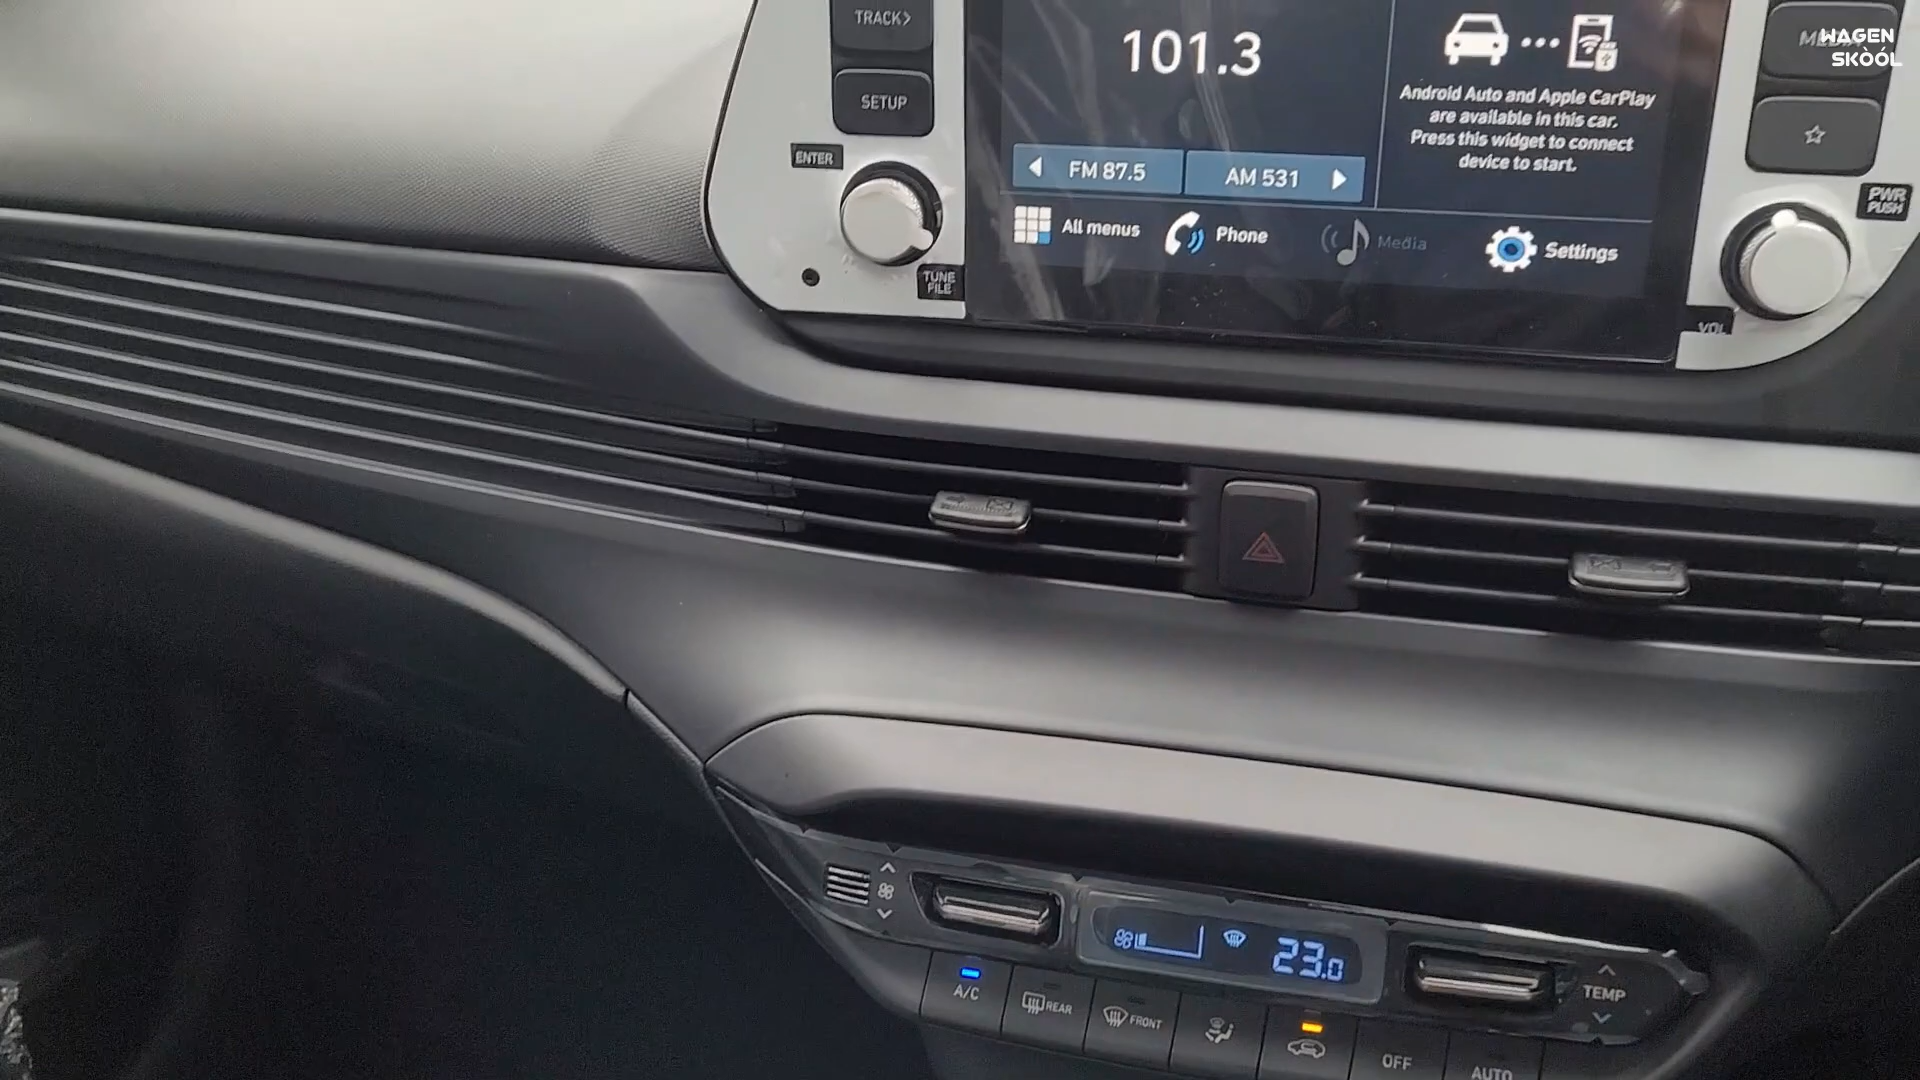 TRACK>
SETUP
ENTER
TUNE
FILE
101.3
FM 87.5
AM 531
Android Auto and Apple CarPlay
are available in this car.
Press this widget to connect
device to start.
All menus
Phone
Media
Settings
WAGEN
SKOOL
PWR
PUSH
VOL
23.0
TEMP
A/C
REAR
FRONT
OFF
AUTO